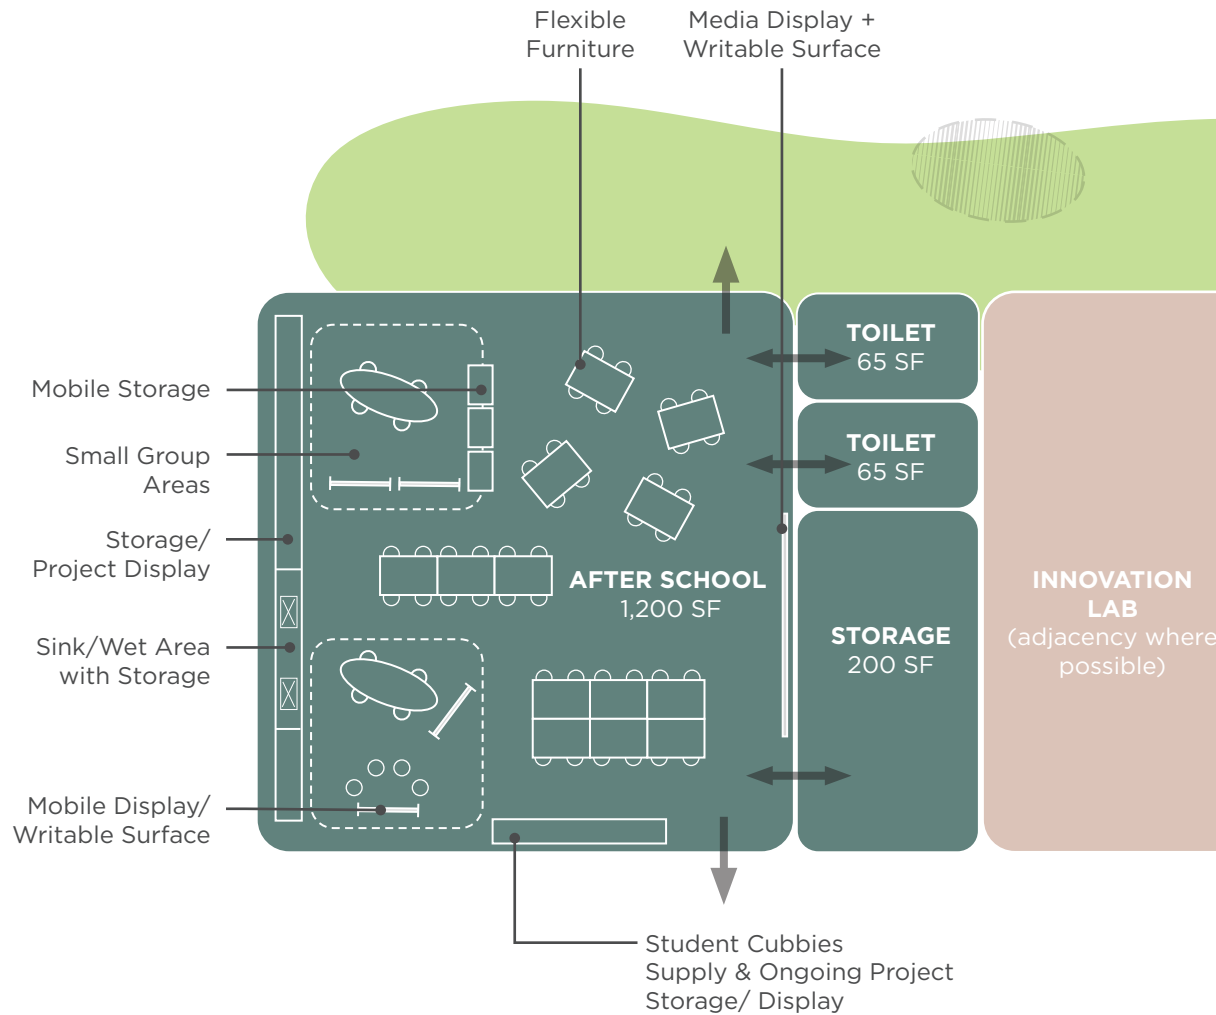 Flexible
Furniture
Media Display +
Writable Surface
Mobile Storage
Small Group
Areas
Storage/
Project Display
Sink/Wet Area
with Storage
Mobile Display/
Writable Surface
TOILET
65 SF
TOILET
65 SF
AFTER SCHOOL
1,200 SF
STORAGE
200 SF
INNOVATION
LAB
(adjacency where
possible)
Student Cubbies
Supply & Ongoing Project
Storage/ Display